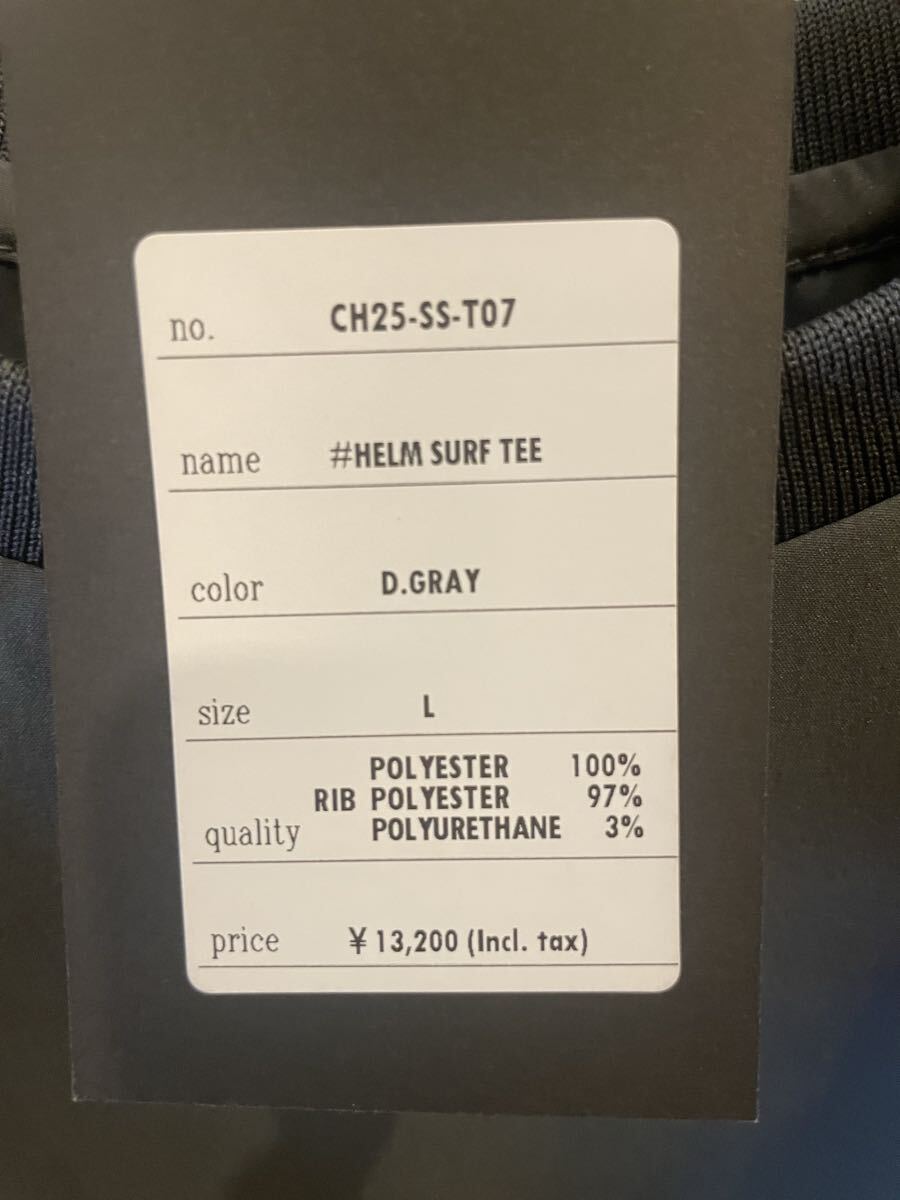 no. CH25-SS-T07
name #HELM SURF TEE
color D.GRAY
size L
POLYESTER 100%
RIB POLYESTER 97%
quality POLYURETHANE 3%
price ¥13,200 (Incl. tax)